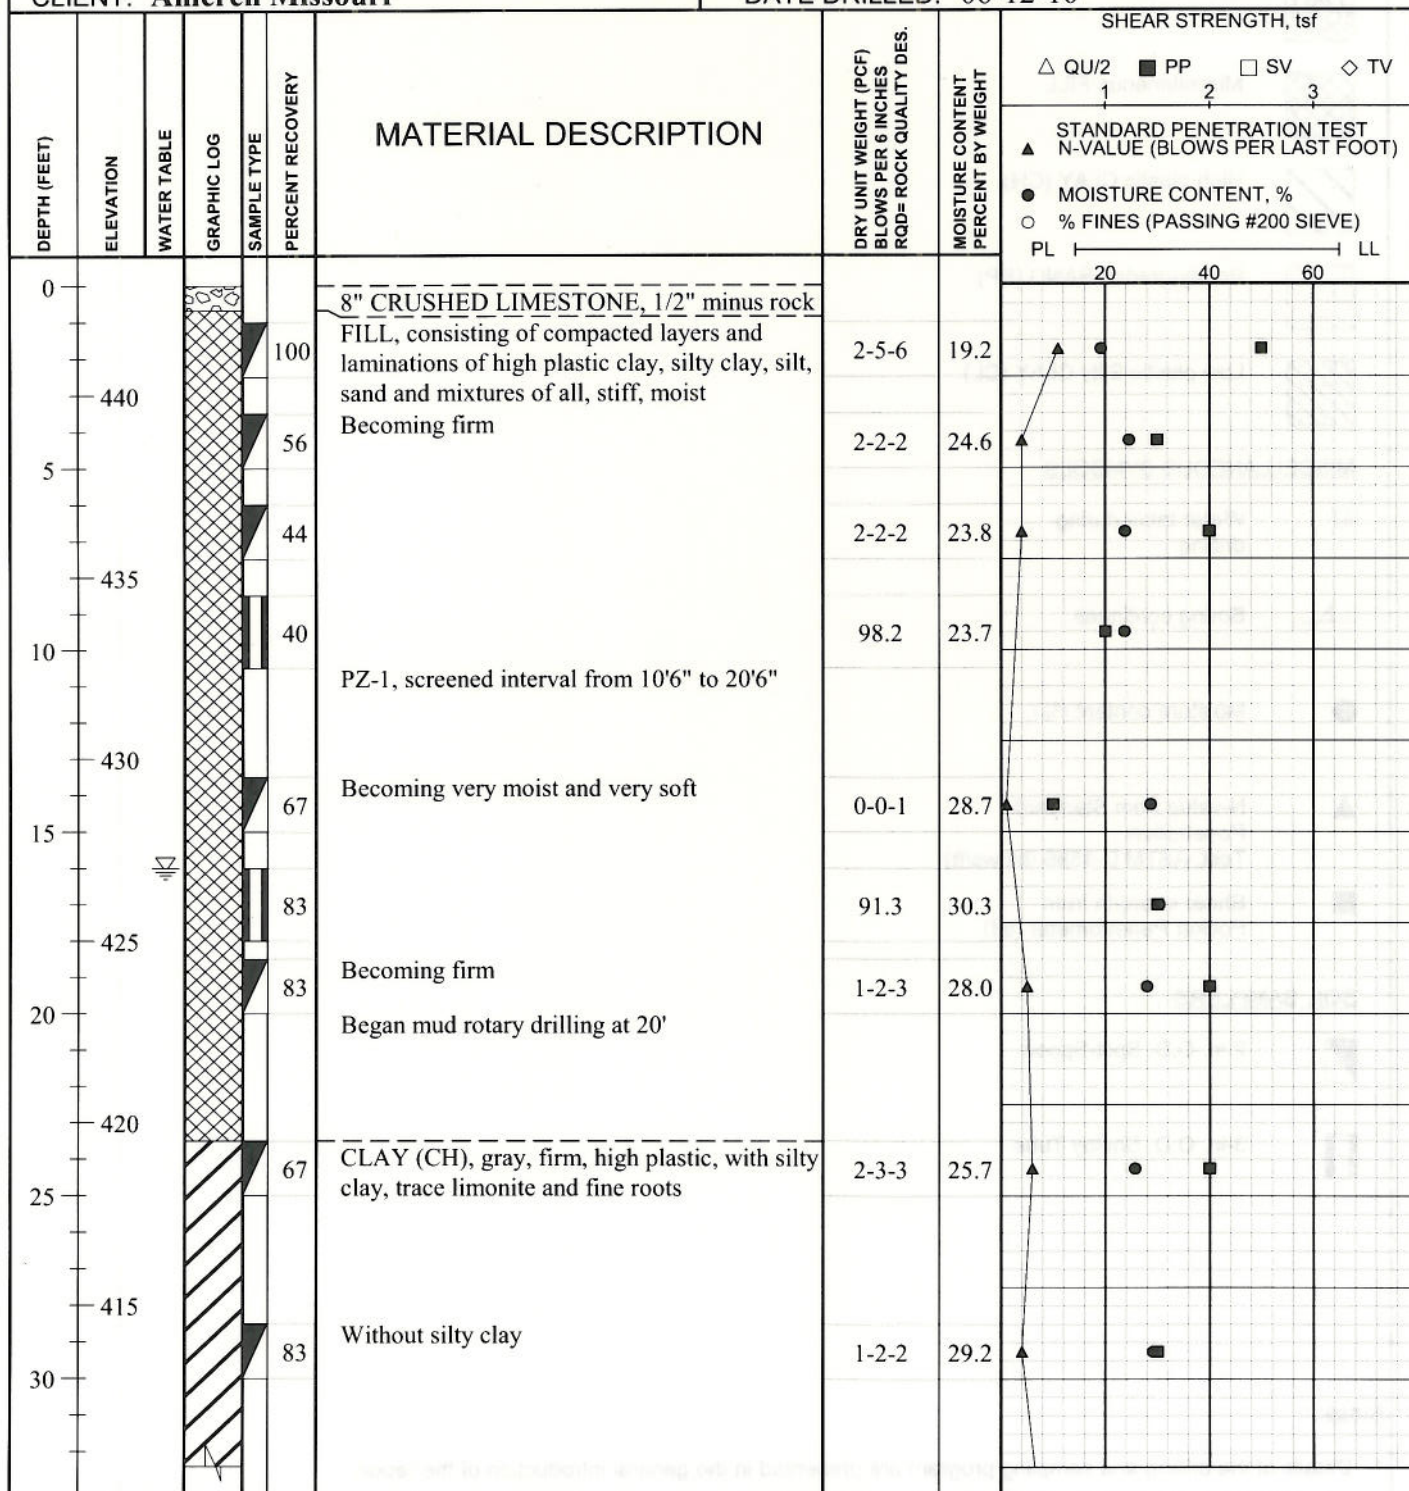 CLIENT: Ameren Missouri
DATE DRILLED: 08-12-10
DEPTH (FEET)
ELEVATION
WATER TABLE
GRAPHIC LOG
SAMPLE TYPE
PERCENT RECOVERY
MATERIAL DESCRIPTION
DRY UNIT WEIGHT (PCF)
BLOWS PER 6 INCHES
RQD= ROCK QUALITY DES.
MOISTURE CONTENT
PERCENT BY WEIGHT
SHEAR STRENGTH, tsf
△ QU/2 ■ PP □ SV ◇ TV
1 2 3
STANDARD PENETRATION TEST
▲ N-VALUE (BLOWS PER LAST FOOT)
● MOISTURE CONTENT, %
○ % FINES (PASSING #200 SIEVE)
PL LL
20 40 60
0
8" CRUSHED LIMESTONE, 1/2" minus rock
FILL, consisting of compacted layers and
100 2-5-6 19.2
laminations of high plastic clay, silty clay, silt,
440 sand and mixtures of all, stiff, moist
Becoming firm
56 2-2-2 24.6
5
44 2-2-2 23.8
435
40 98.2 23.7
10
PZ-1, screened interval from 10'6" to 20'6"
430
Becoming very moist and very soft
67 0-0-1 28.7
15
83 91.3 30.3
425
Becoming firm
83 1-2-3 28.0
20 Began mud rotary drilling at 20'
420
CLAY (CH), gray, firm, high plastic, with silty
67 2-3-3 25.7
25 clay, trace limonite and fine roots
415
Without silty clay
83 1-2-2 29.2
30